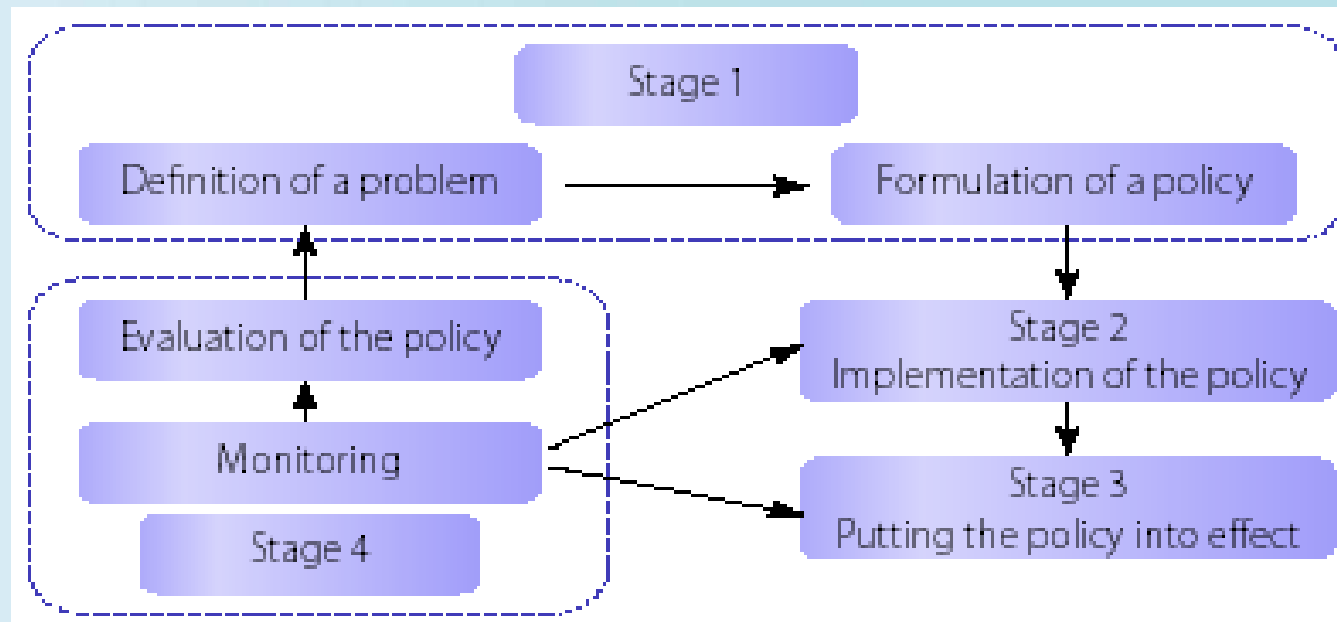 Stage 1
Definition of a problem
Formulation of a policy
Evaluation of the policy
Stage 2
Implementation of the policy
Monitoring
Stage 3
Putting the policy into effect
Stage 4